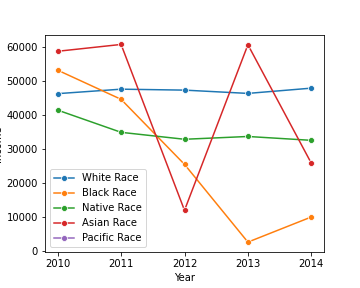 60000
50000
40000
30000
20000
10000
0
White Race
Black Race
Native Race
Asian Race
Pacific Race
2010 2011 2012 2013 2014
Year